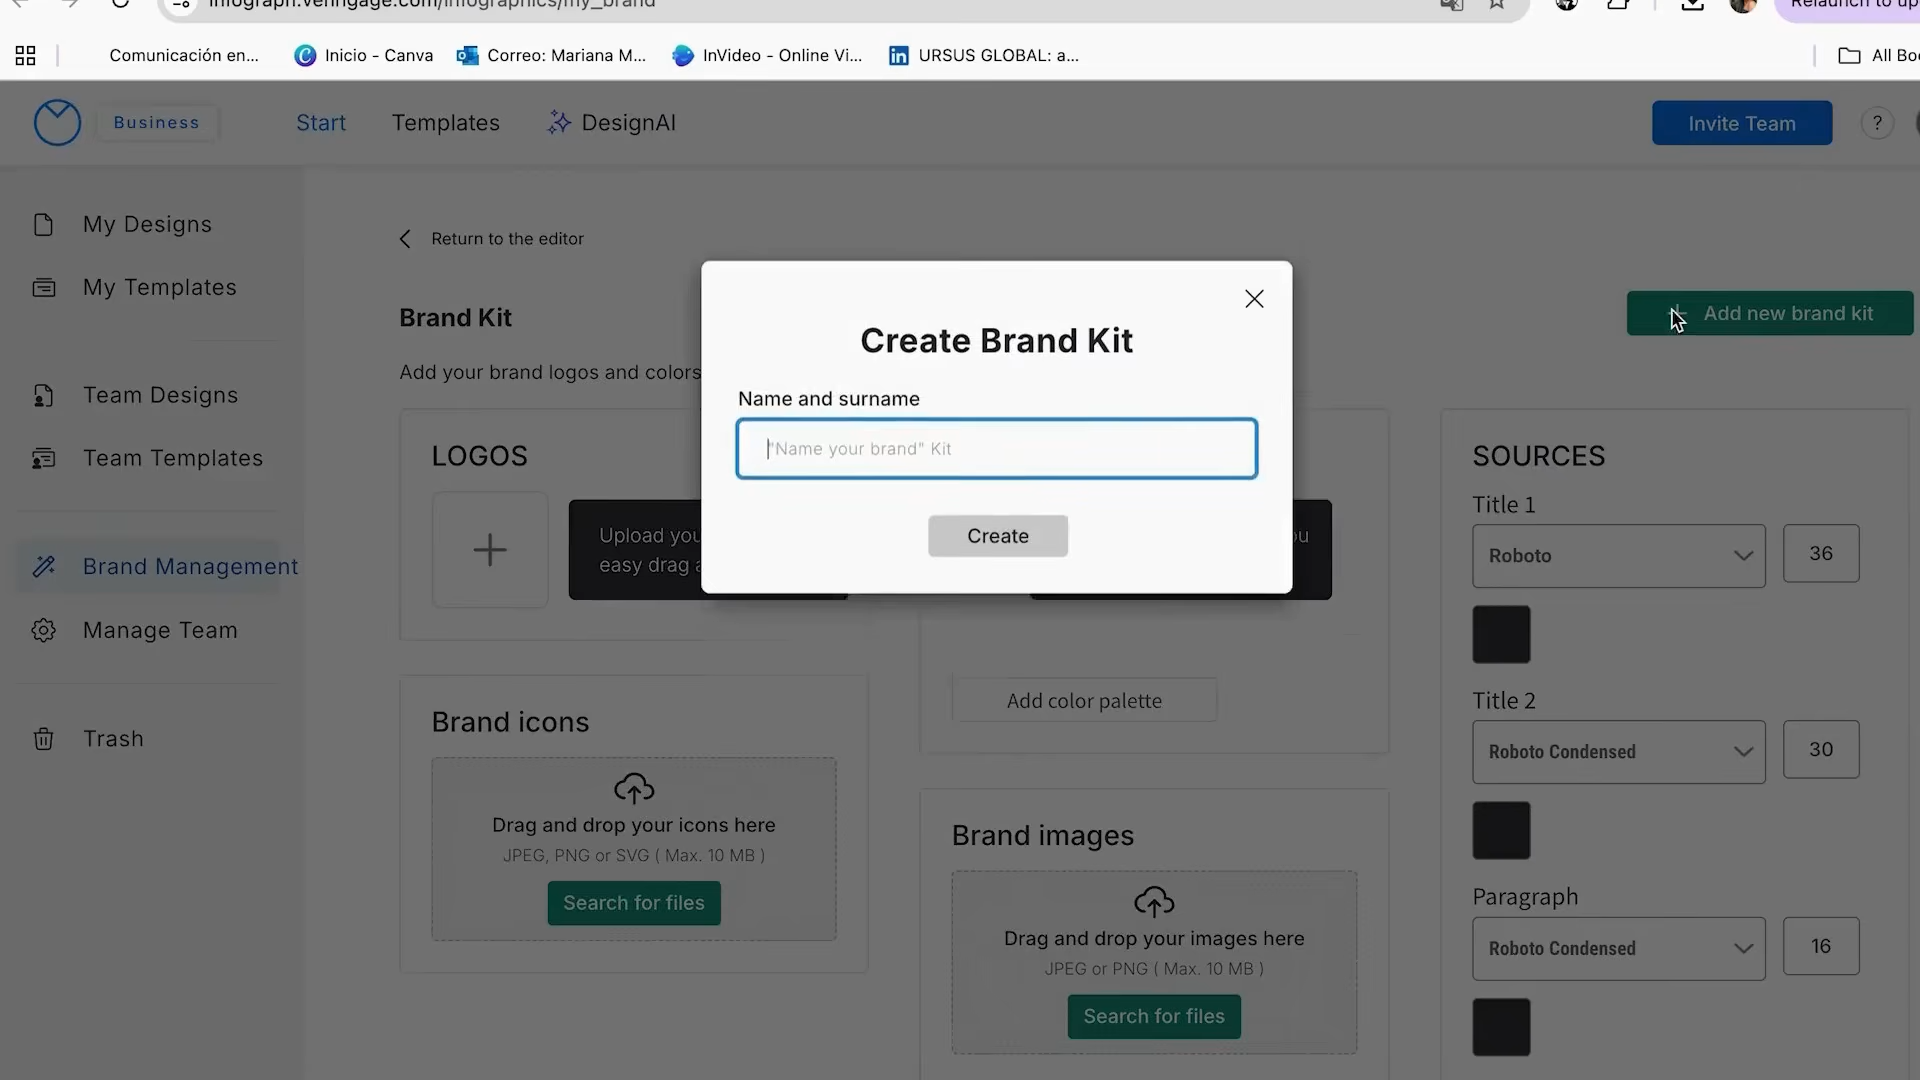 infograph.venngage.com/infographics/my_brand
Relaunch to up
Comunicación en...
Inicio - Canva
Correo: Mariana M...
InVideo - Online Vi...
URSUS GLOBAL: a...
All Boo
Business
Start
Templates
DesignAI
Invite Team
?
My Designs
My Templates
Team Designs
Team Templates
Brand Management
Manage Team
Trash
Return to the editor
Brand Kit
Add new brand kit
Add your brand logos and colors
Create Brand Kit
Name and surname
"Name your brand" Kit
Create
LOGOS
Upload you
easy drag a
ou
Add color palette
Brand icons
Drag and drop your icons here
JPEG, PNG or SVG ( Max. 10 MB )
Search for files
Brand images
Drag and drop your images here
JPEG or PNG ( Max. 10 MB )
Search for files
SOURCES
Title 1
Roboto
36
Title 2
Roboto Condensed
30
Paragraph
Roboto Condensed
16